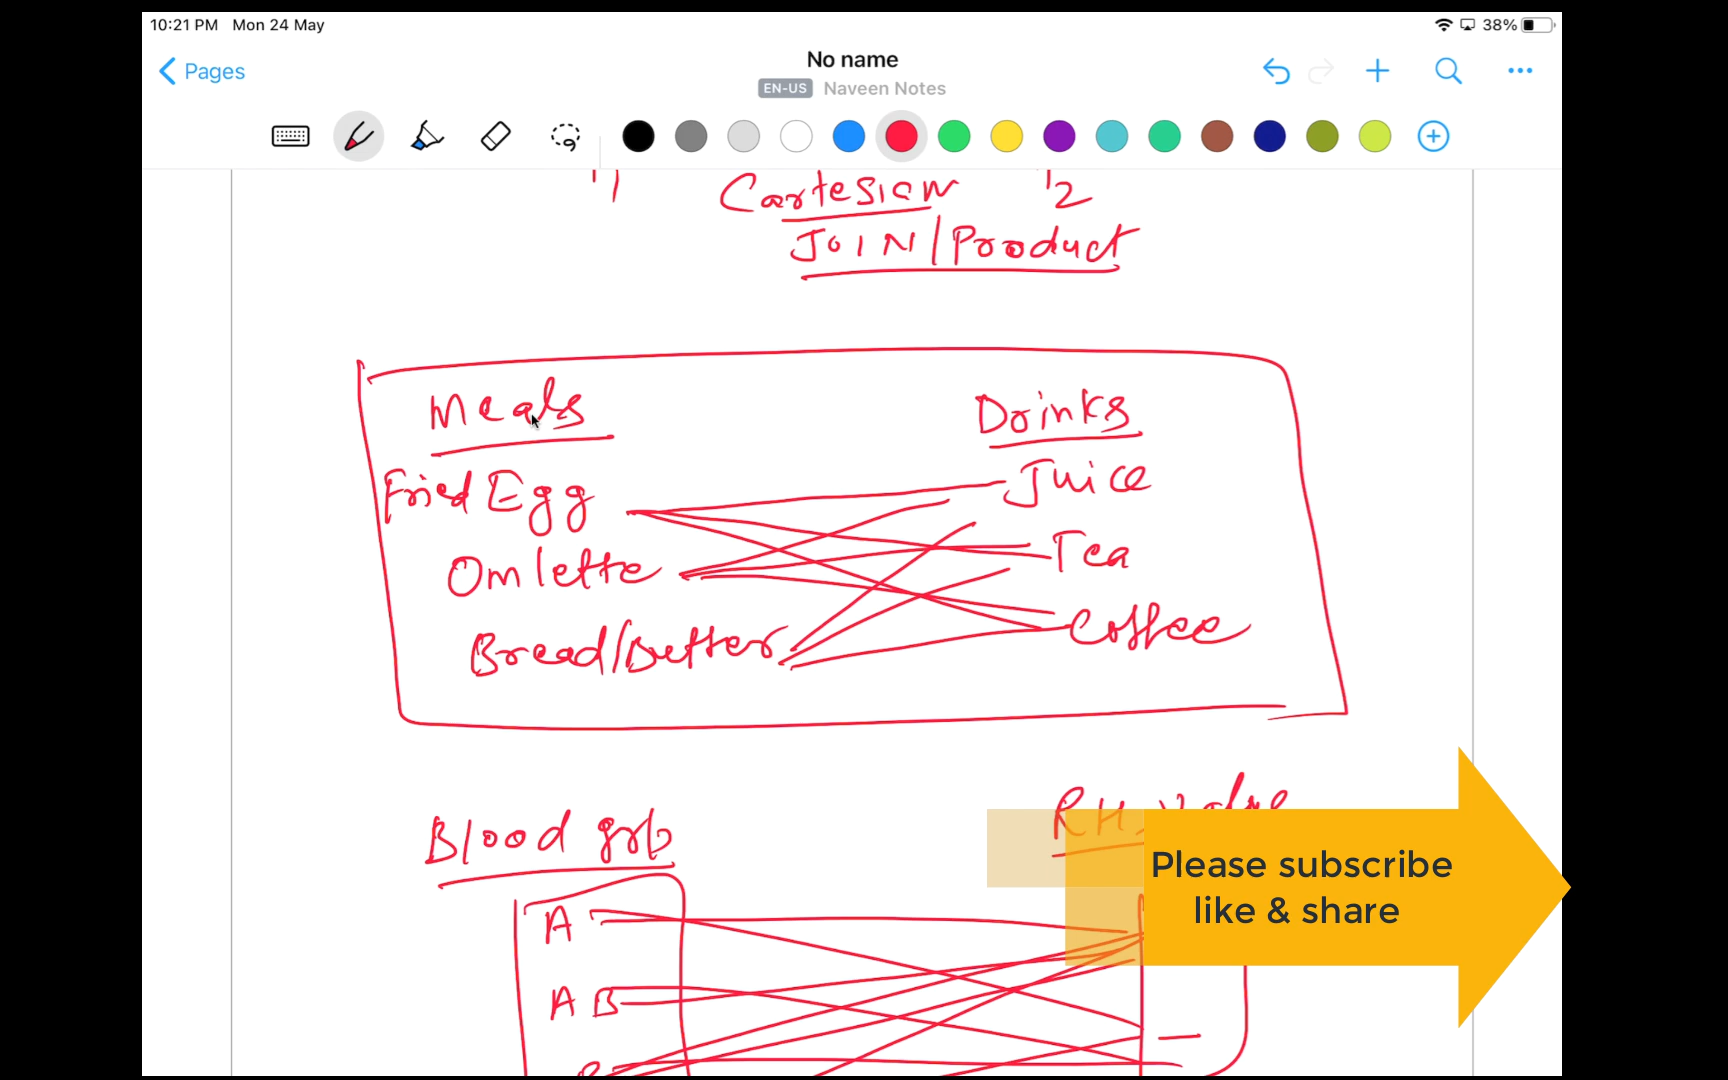 10:21 PM Mon 24 May
38%
Pages
No name
EN-US Naveen Notes
Cartesian
JOIN/Product
Meals Drinks
Fried Egg Juice
Omlette Tea
Bread/Butter Coffee
Blood grp
Please subscribe
like & share
A
AB
-